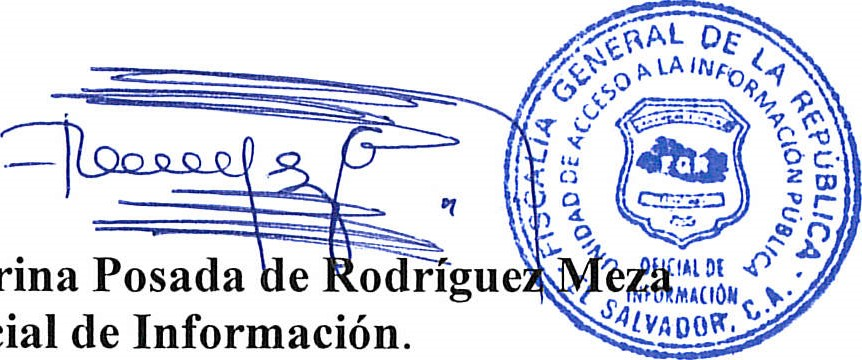 FISCALÍA GENERAL DE LA REPÚBLICA
UNIDAD DE ACCESO A LA INFORMACIÓN PÚBLICA
FGR
OFICIAL DE
INFORMACIÓN
EL SALVADOR, C.A.
rina Posada de Rodríguez Meza
cial de Información.